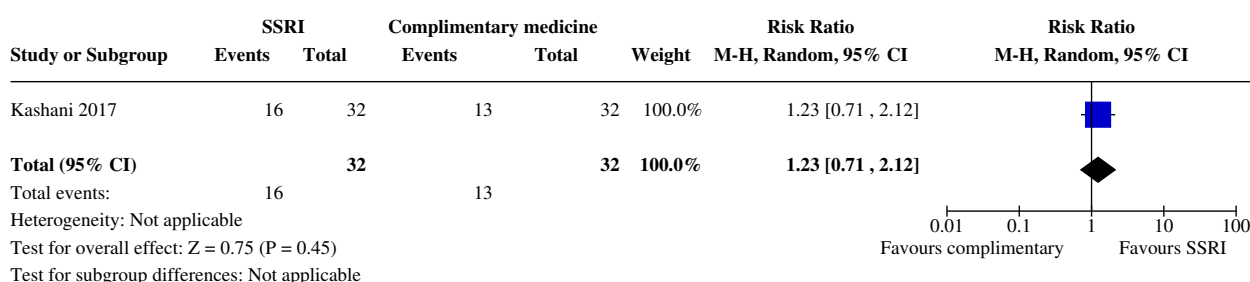 SSRI Complimentary medicine Risk Ratio Risk Ratio
Study or Subgroup Events Total Events Total Weight M-H, Random, 95% CI M-H, Random, 95% CI
Kashani 2017 16 32 13 32 100.0% 1.23 [0.71 , 2.12]
Total (95% CI) 32 32 100.0% 1.23 [0.71 , 2.12]
Total events: 16 13
Heterogeneity: Not applicable
0.01 0.1 1 10 100
Test for overall effect: Z = 0.75 (P = 0.45) Favours complimentary Favours SSRI
Test for subgroup differences: Not applicable